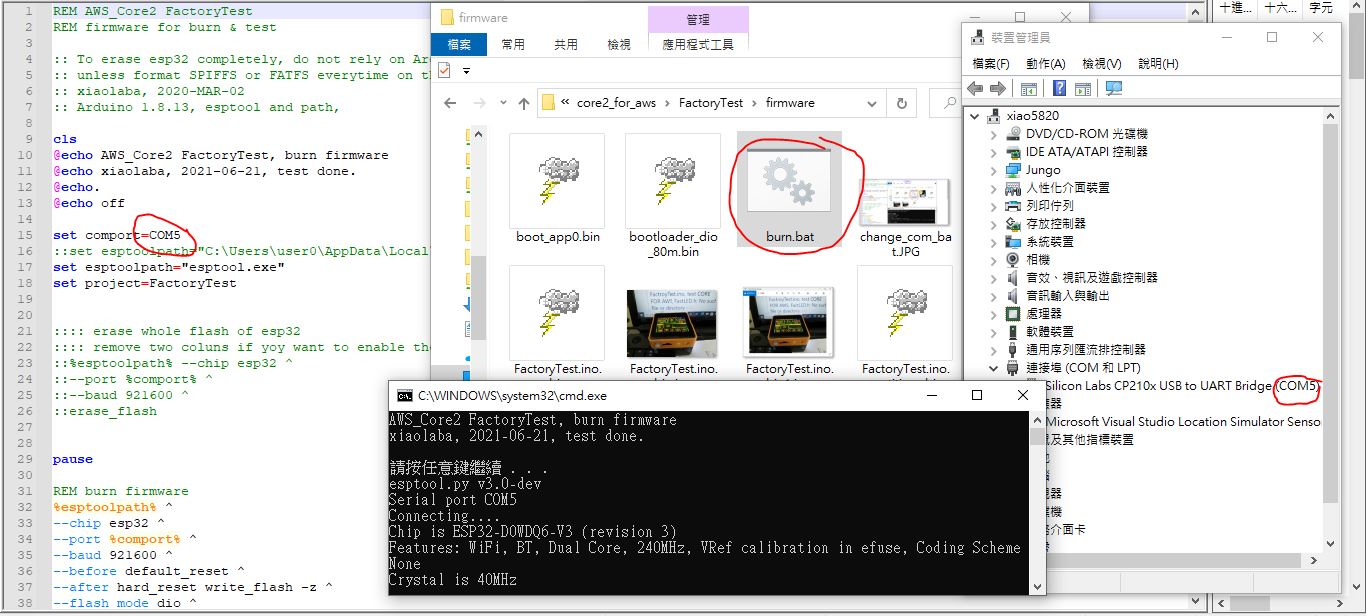 1 REM AWS_Core2 FactoryTest
2 REM firmware for burn & test
3
4 :: To erase esp32 completely, do not rely on Ar
5 :: unless format SPIFFS or FATFS everytime on th
6 :: xiaolaba, 2020-MAR-02
7 :: Arduino 1.8.13, esptool and path,
8
9 cls
10 @echo AWS_Core2 FactoryTest, burn firmware
11 @echo xiaolaba, 2021-06-21, test done.
12 @echo.
13 @echo off
14
15 set comport=COM5
16 ::set esptoolpath="C:\Users\user0\AppData\Local\
17 set esptoolpath="esptool.exe"
18 set project=FactoryTest
19
20
21 :::: erase whole flash of esp32
22 :::: remove two coluns if yoy want to enable the
23 ::%esptoolpath% --chip esp32 ^
24 ::--port %comport% ^
25 ::--baud 921600 ^
26 ::erase_flash
27
28
29 pause
30
31 REM burn firmware
32 %esptoolpath% ^
33 --chip esp32 ^
34 --port %comport% ^
35 --baud 921600 ^
36 --before default_reset ^
37 --after hard_reset write_flash -z ^
38 --flash_mode dio ^
firmware
管理
檔案 常用 共用 檢視 應用程式工具
« core2_for_aws › FactoryTest › firmware
boot_app0.bin
bootloader_dio
_80m.bin
burn.bat
change_com_ba
t.JPG
FactroyTest.ino, test CORE
FOR AWS, FastLED.h: No such
file or directory
FactoryTest.ino.
FactoryTest.ino.
FactoryTest.ino.
FactoryTest.ino.
C:\WINDOWS\system32\cmd.exe
AWS_Core2 FactoryTest, burn firmware
xiaolaba, 2021-06-21, test done.
請按任意鍵繼續 . . .
esptool.py v3.0-dev
Serial port COM5
Connecting....
Chip is ESP32-D0WDQ6-V3 (revision 3)
Features: WiFi, BT, Dual Core, 240MHz, VRef calibration in efuse, Coding Scheme
None
Crystal is 40MHz
十進... 十六... 字元
裝置管理員
檔案(F) 動作(A) 檢視(V) 說明(H)
xiao5820
DVD/CD-ROM 光碟機
IDE ATA/ATAPI 控制器
Jungo
人性化介面裝置
列印佇列
存放控制器
系統裝置
相機
音效、視訊及遊戲控制器
音訊輸入與輸出
處理器
軟體裝置
通用序列匯流排控制器
連接埠 (COM 和 LPT)
Silicon Labs CP210x USB to UART Bridge (COM5)
Microsoft Visual Studio Location Simulator Sensor
及其他指標裝置
介面卡